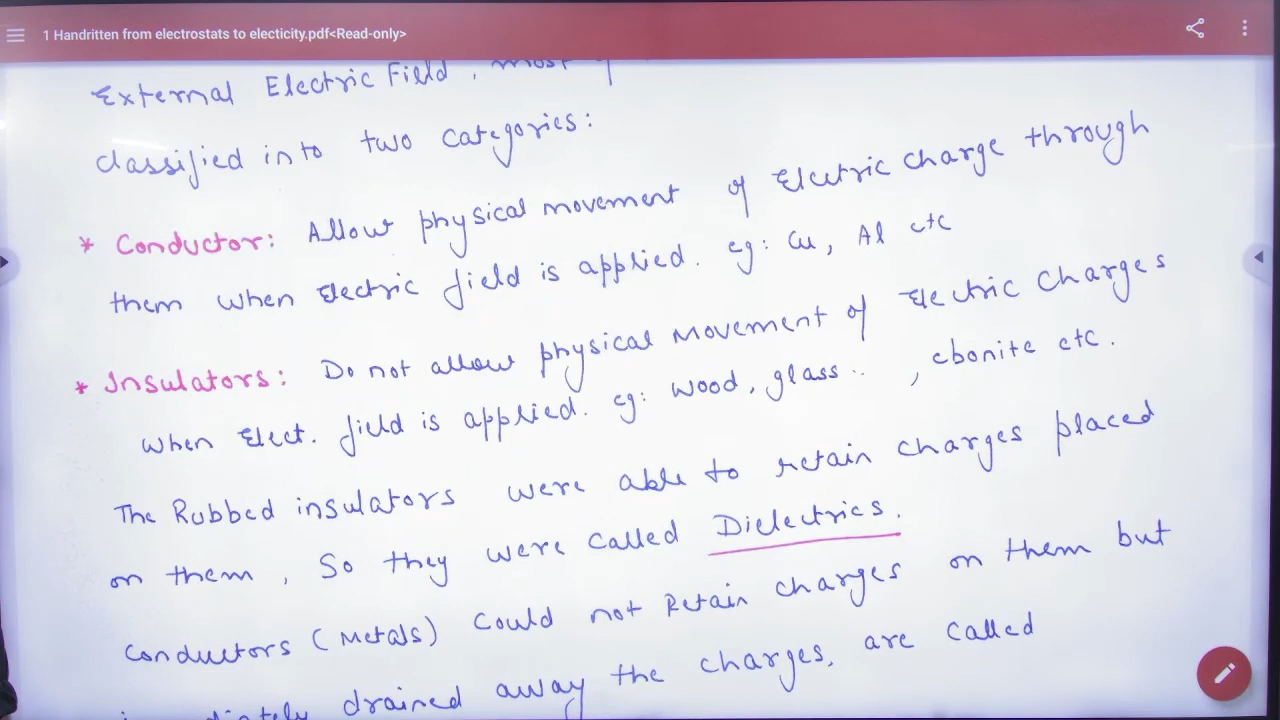 1 Handritten from electrostats to electicity.pdf<Read-only>
External Electric Field, most of
classified into two categories:
* Conductor: Allow physical movement of Electric charge through
them when Electric field is applied. eg: Cu, Al etc
* Insulators: Do not allow physical movement of Electric Charges
when Elect. field is applied. eg: wood, glass.. , ebonite etc.
The Rubbed insulators were able to retain charges placed
on them, So they were called Dielectrics.
conductors (Metals) could not Retain charges on them but
immediately drained away the charges, are called